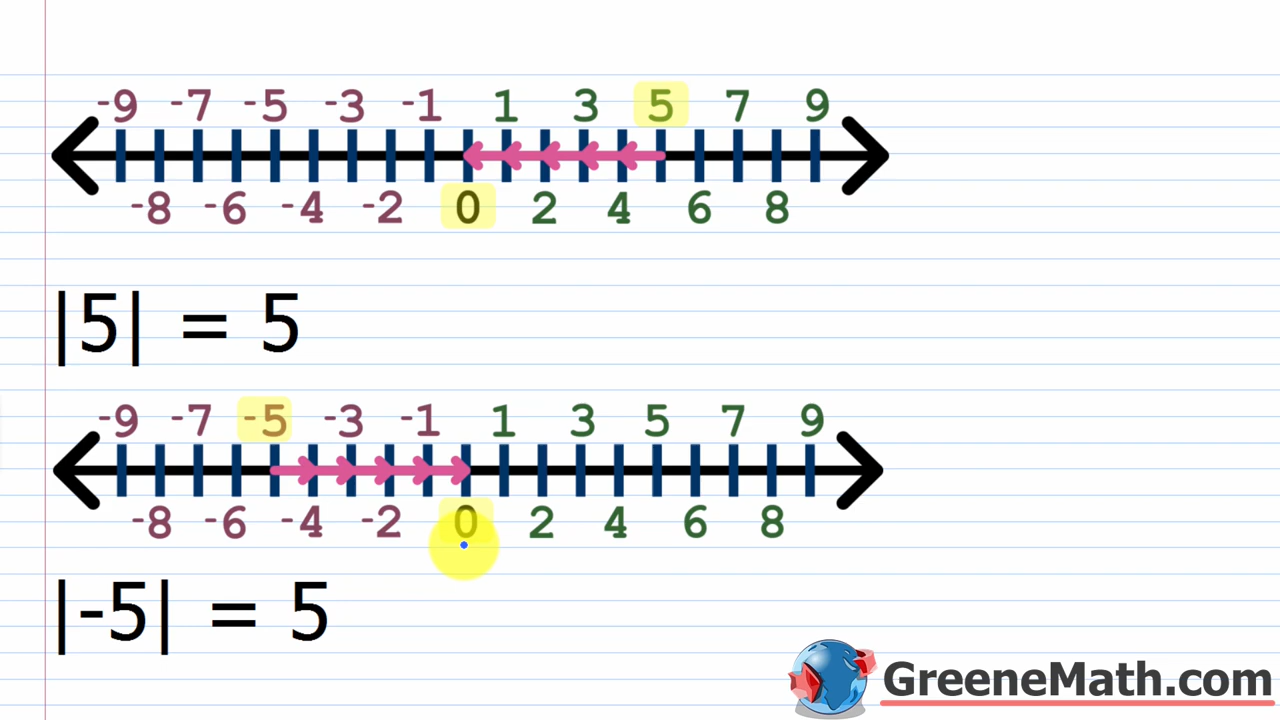 -9 -7 -5 -3 -1 1 3 5 7 9
-8 -6 -4 -2 0 2 4 6 8
|5| = 5
-9 -7 -5 -3 -1 1 3 5 7 9
-8 -6 -4 -2 0 2 4 6 8
|-5| = 5
GreeneMath.com